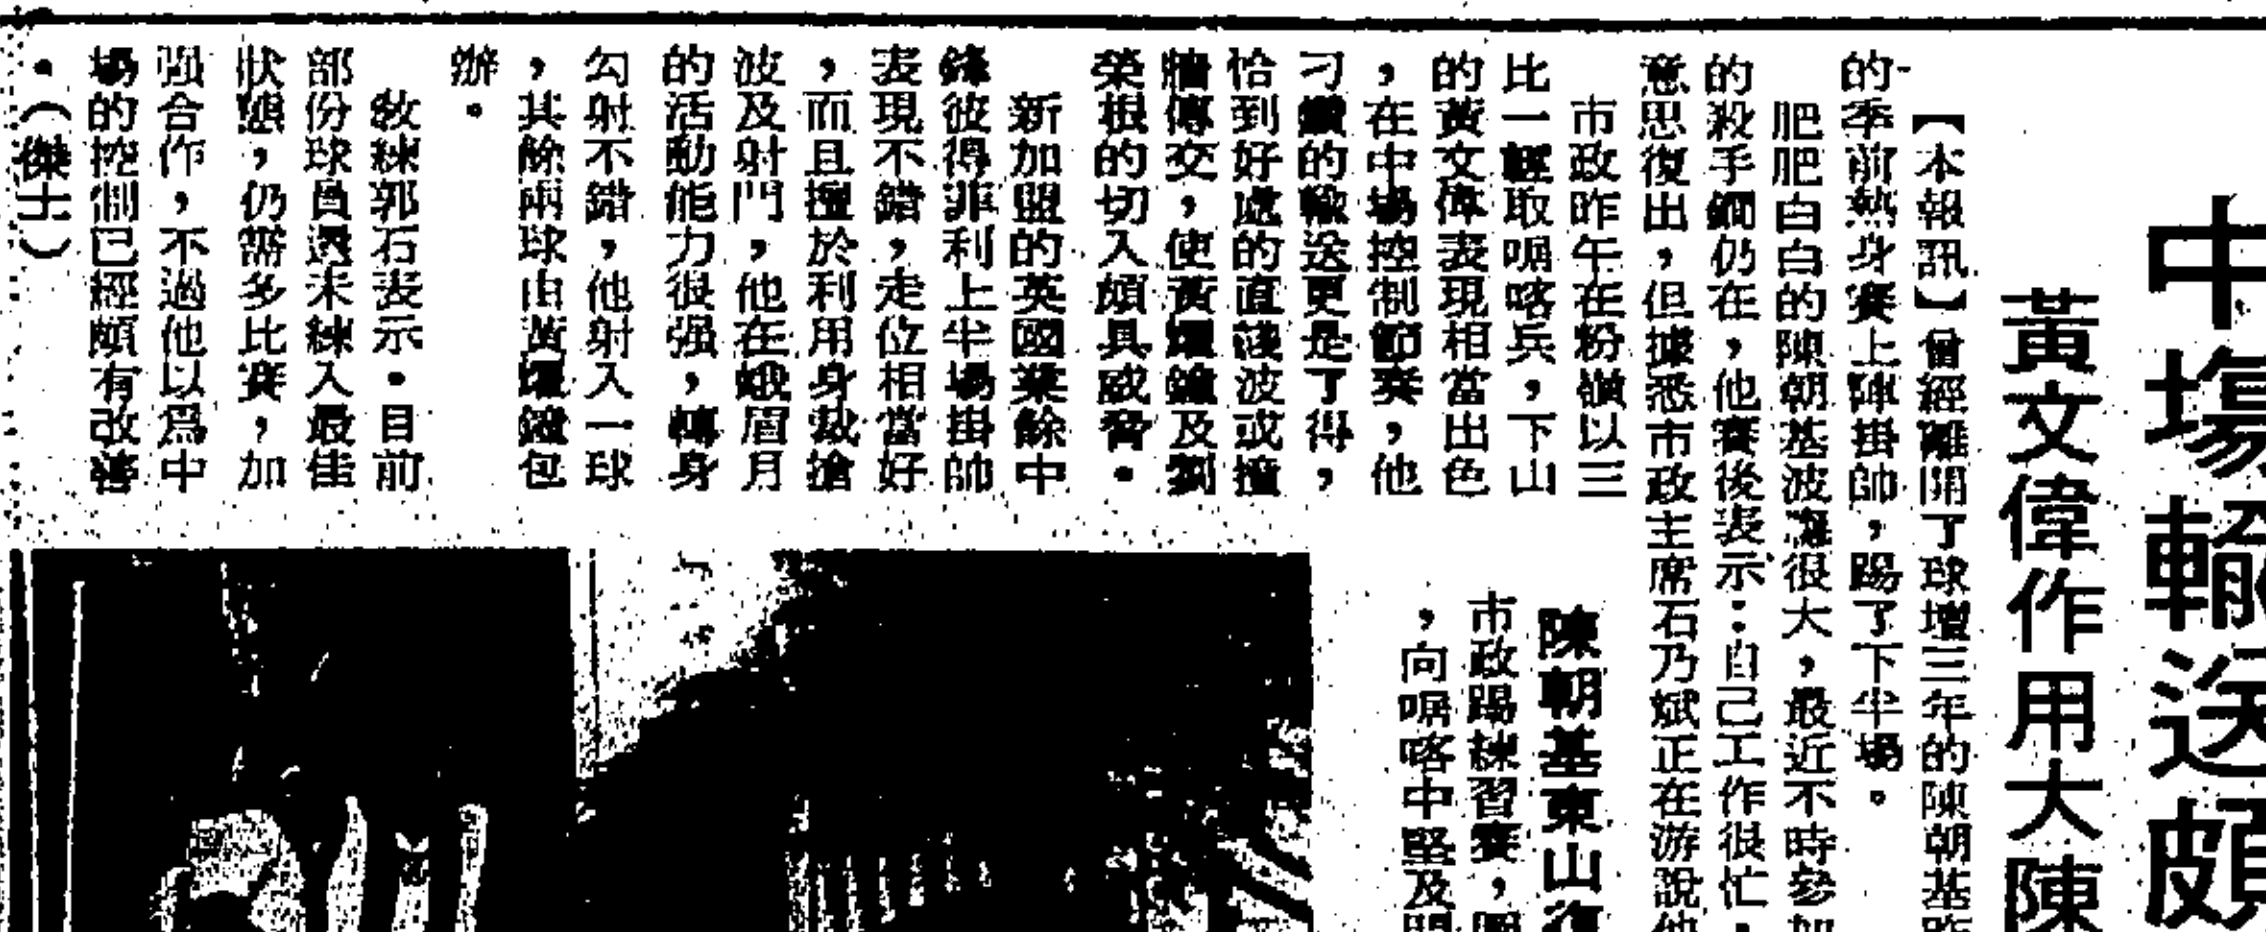 中場輸送頗
黃文偉作用大陳
【本報訊】曾經離開了球壇三年的陳朝基昨
的季前熱身賽上陣掛帥，踢了下半場。
肥肥白白的陳朝基波癮很大，最近不時參加
的殺手鐧仍在，他賽後表示：自己工作很忙，
意思復出，但據悉市政主席石乃斌正在游說他
市政昨午在粉嶺以三
比一輕取啹喀兵，下山
的黃文偉表現相當出色
，在中場控制節奏，他
刁鑽的輸送更是了得，
恰到好處的直淺波或撞
牆傳交，使黃耀鐘及劉
榮根的切入頗具威脅。
新加盟的英國業餘中
鋒彼得菲利上半場掛帥
表現不錯，走位相當好
，而且擅於利用身裁搶
波及射門，他在蛾眉月
的活動能力很强，轉身
勾射不錯，他射入一球
，其餘兩球由黃耀鐘包
辦。
教練郭石表示。目前
部份球員還未練入最佳
狀態，仍需多比賽，加
强合作，不過他以爲中
場的控制已經頗有改善
。（傑士）
陳朝基東山復
市政踢練習賽，
，向啹喀中堅及